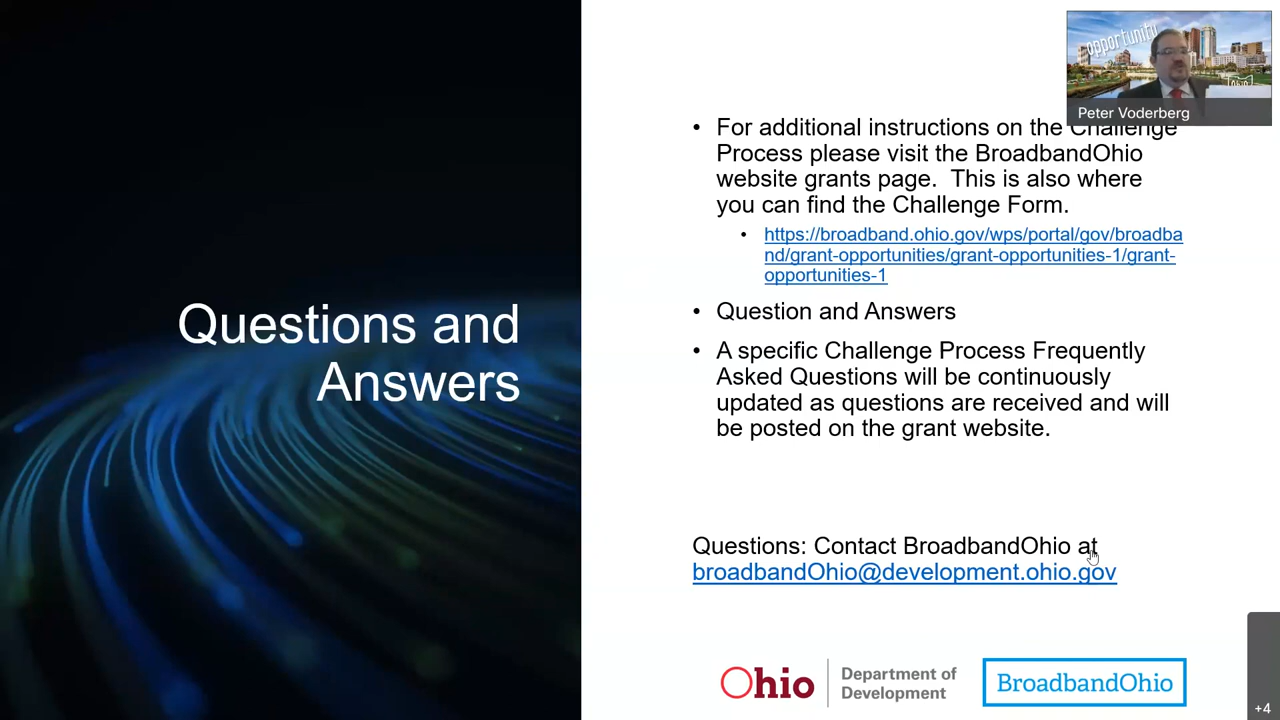 opportunity
Ohio
Peter Voderberg
• For additional instructions on the Challenge
Process please visit the BroadbandOhio
website grants page.  This is also where
you can find the Challenge Form.
• https://broadband.ohio.gov/wps/portal/gov/broadba
nd/grant-opportunities/grant-opportunities-1/grant-
opportunities-1
Questions and
Answers
• Question and Answers
• A specific Challenge Process Frequently
Asked Questions will be continuously
updated as questions are received and will
be posted on the grant website.
Questions: Contact BroadbandOhio at
broadbandOhio@development.ohio.gov
Ohio
Department of
Development
BroadbandOhio
+4